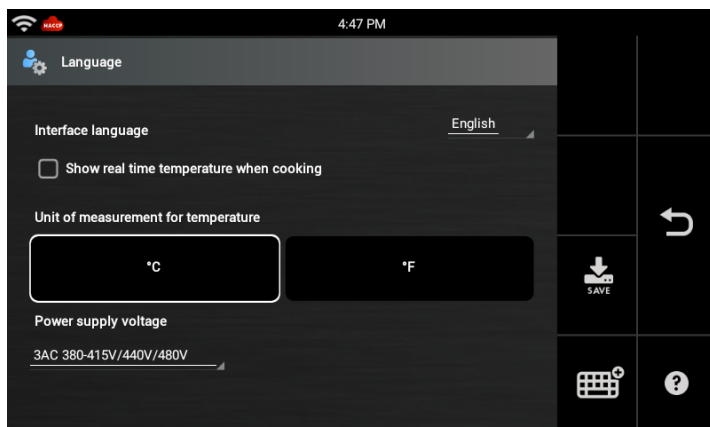 HACCP
4:47 PM
Language
Interface language
English
Show real time temperature when cooking
Unit of measurement for temperature
°C
°F
Power supply voltage
3AC 380-415V/440V/480V
SAVE
?